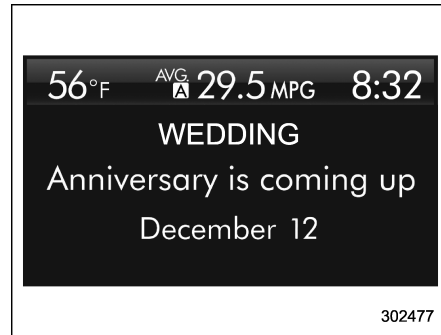 56°F AVG. A 29.5 MPG 8:32
WEDDING
Anniversary is coming up
December 12
302477